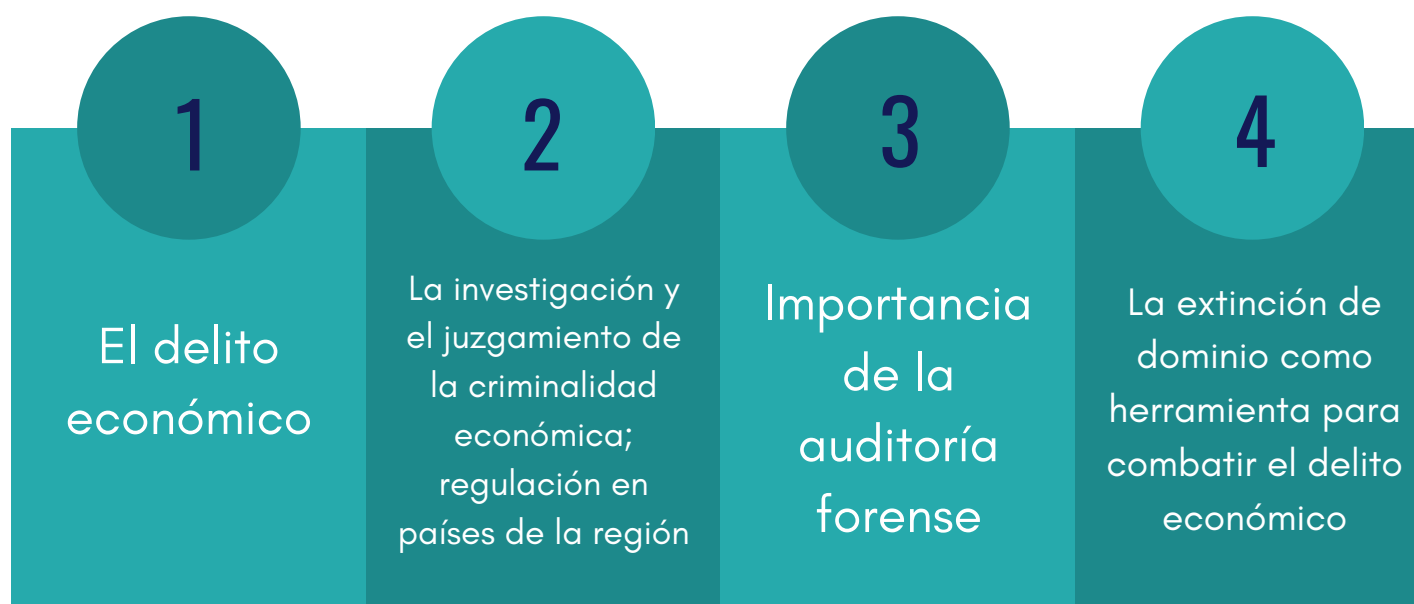 1
El delito
económico
2
La investigación y
el juzgamiento de
la criminalidad
económica;
regulación en
países de la región
3
Importancia
de la
auditoría
forense
4
La extinción de
dominio como
herramienta para
combatir el delito
económico